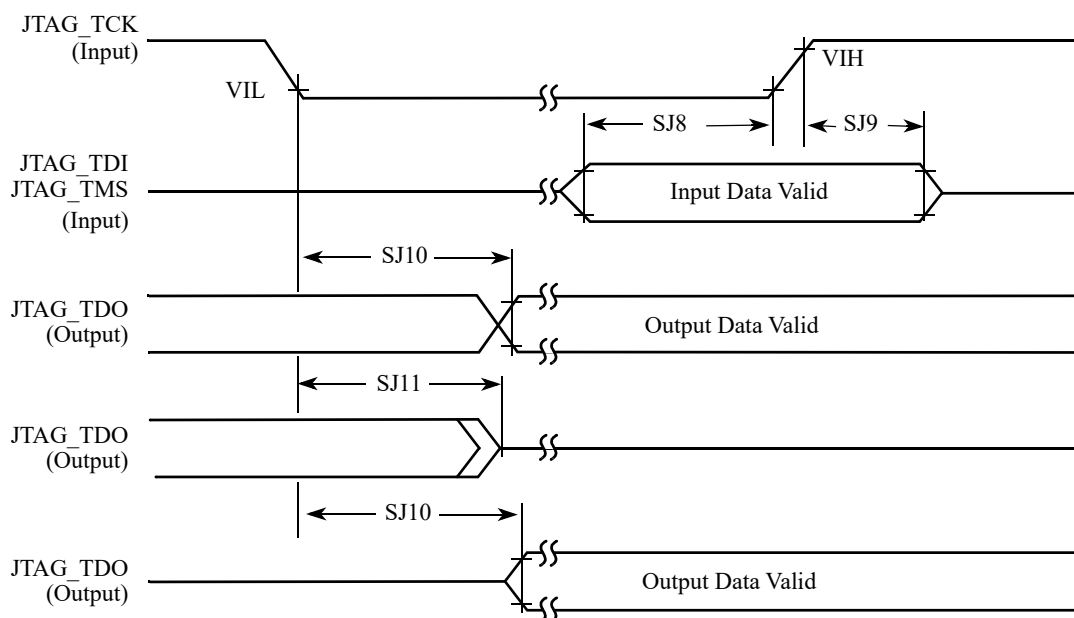 JTAG_TCK
(Input)
VIL
VIH
SJ8
SJ9
JTAG_TDI
JTAG_TMS
(Input)
Input Data Valid
SJ10
JTAG_TDO
(Output)
Output Data Valid
SJ11
JTAG_TDO
(Output)
SJ10
JTAG_TDO
(Output)
Output Data Valid